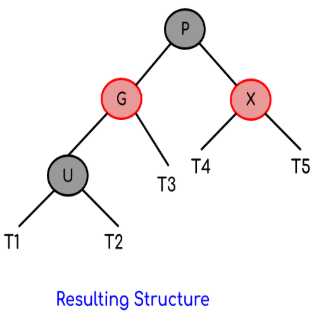 P
G X
U T3 T4 T5
T1 T2
Resulting Structure